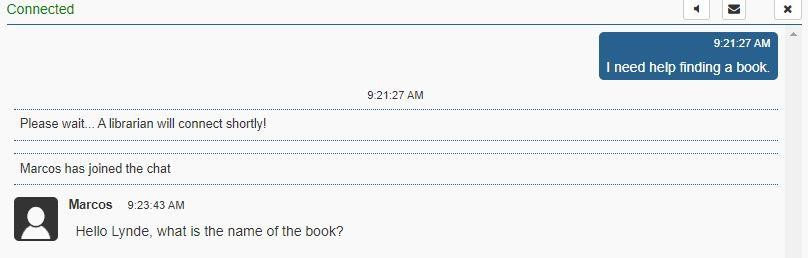 Connected
9:21:27 AM
I need help finding a book.
9:21:27 AM
Please wait... A librarian will connect shortly!
Marcos has joined the chat
Marcos 9:23:43 AM
Hello Lynde, what is the name of the book?